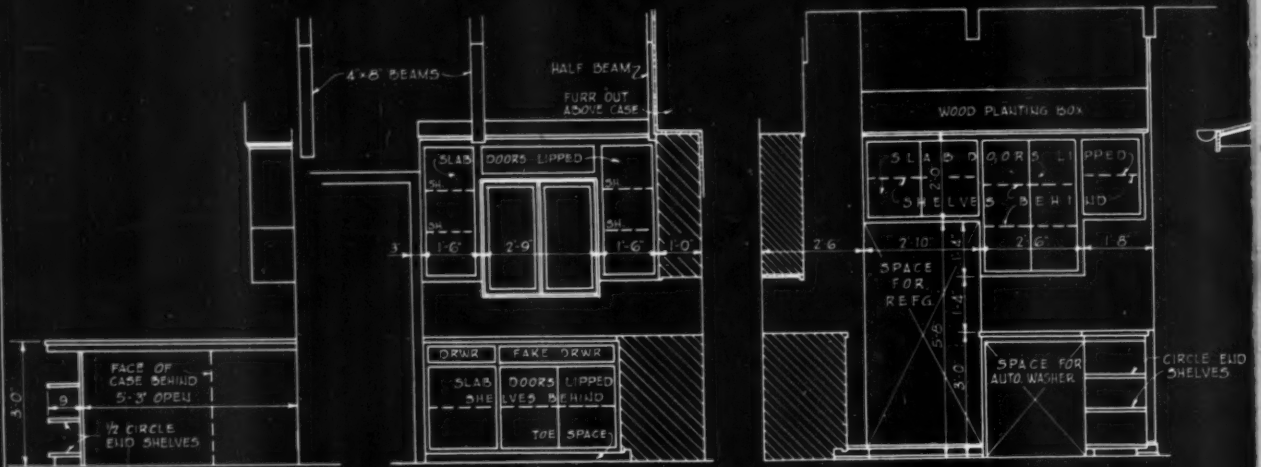 4"x8" BEAMS
HALF BEAM
FURR OUT
ABOVE CASE
WOOD PLANTING BOX
SLAB DOORS LIPPED
SH.
SH.
SH.
SH.
3"
1'-6"
2'-9"
1'-6"
1'-0"
SLAB DOORS LIPPED
SHELVES BEHIND
2'-0"
2'6
2'-10"
2'-6"
1'-8"
1'-4"
1'-4"
5'-8"
3'-0"
SPACE
FOR
REFG.
FACE OF
CASE BEHIND
5'-3" OPEN
3'-0"
9
1/2 CIRCLE
END SHELVES
DRWR
FAKE DRWR
SLAB DOORS LIPPED
SHELVES BEHIND
TOE SPACE
SPACE FOR
AUTO. WASHER
CIRCLE END
SHELVES